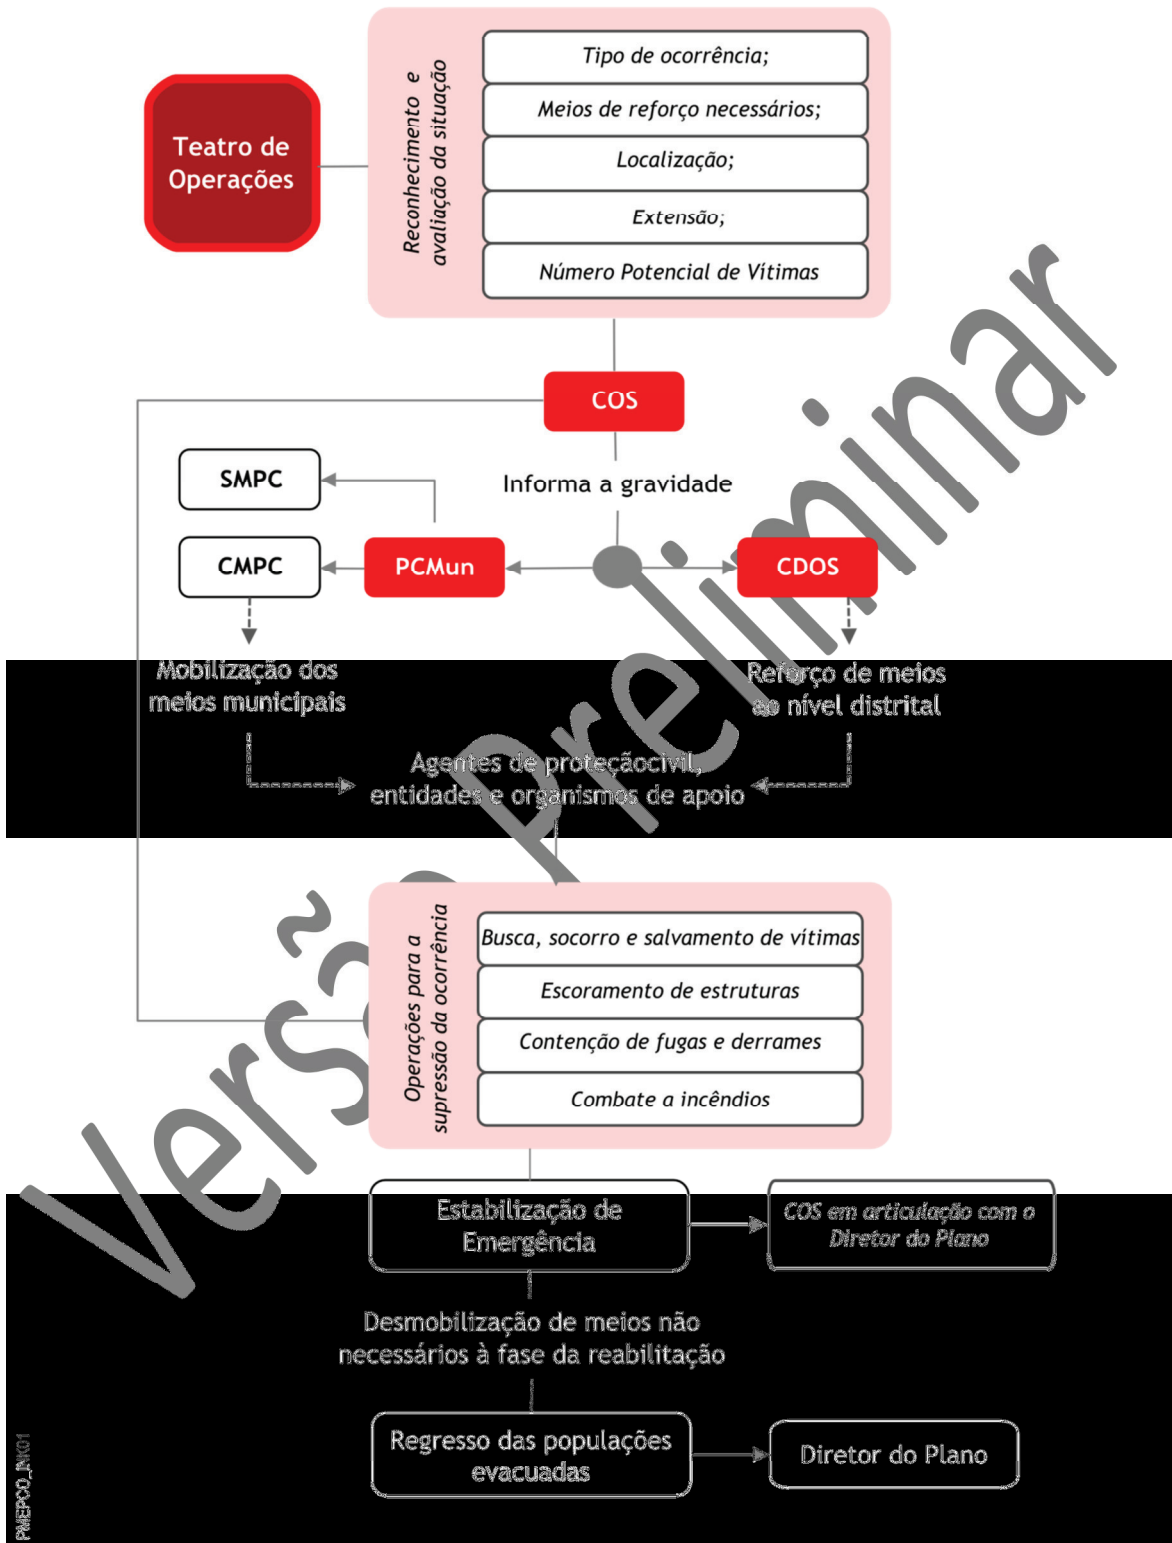 Teatro de
Operações
Reconhecimento e
avaliação da situação
Tipo de ocorrência;
Meios de reforço necessários;
Localização;
Extensão;
Número Potencial de Vítimas
COS
SMPC
Informa a gravidade
CMPC
PCMun
CDOS
Mobilização dos
meios municipais
Reforço de meios
ao nível distrital
Agentes de proteçãocivil,
entidades e organismos de apoio
Operações para a
supressão da ocorrência
Busca, socorro e salvamento de vítimas
Escoramento de estruturas
Contenção de fugas e derrames
Combate a incêndios
Estabilização de
Emergência
COS em articulação com o
Diretor do Plano
Desmobilização de meios não
necessários à fase da reabilitação
Regresso das populações
evacuadas
Diretor do Plano
Versão Preliminar